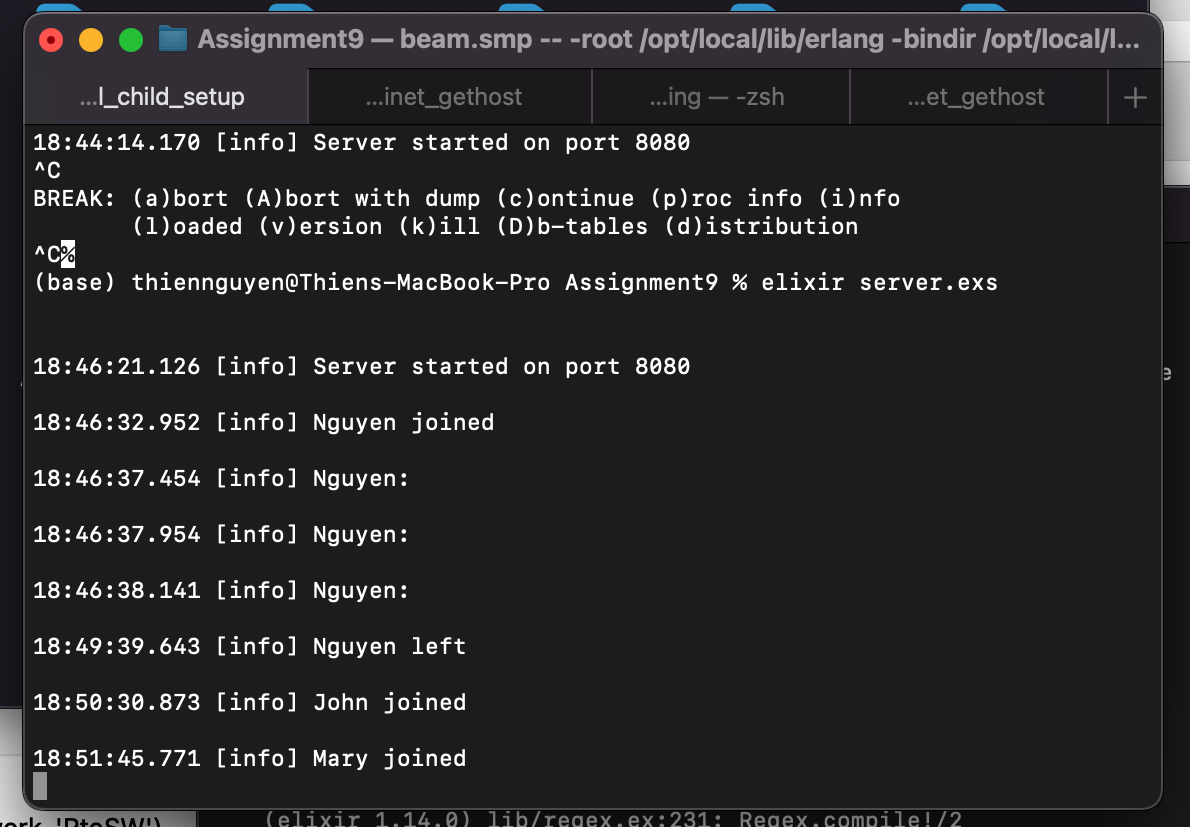 Assignment9 — beam.smp -- -root /opt/local/lib/erlang -bindir /opt/local/l...
...l_child_setup ...inet_gethost ...ing — -zsh ...et_gethost +
18:44:14.170 [info] Server started on port 8080
^C
BREAK: (a)bort (A)bort with dump (c)ontinue (p)roc info (i)nfo
(l)oaded (v)ersion (k)ill (D)b-tables (d)istribution
^C%
(base) thiennguyen@Thiens-MacBook-Pro Assignment9 % elixir server.exs
18:46:21.126 [info] Server started on port 8080
18:46:32.952 [info] Nguyen joined
18:46:37.454 [info] Nguyen:
18:46:37.954 [info] Nguyen:
18:46:38.141 [info] Nguyen:
18:49:39.643 [info] Nguyen left
18:50:30.873 [info] John joined
18:51:45.771 [info] Mary joined
(elixir 1.14.0) lib/regex.ex:231: Regex.compile!/2